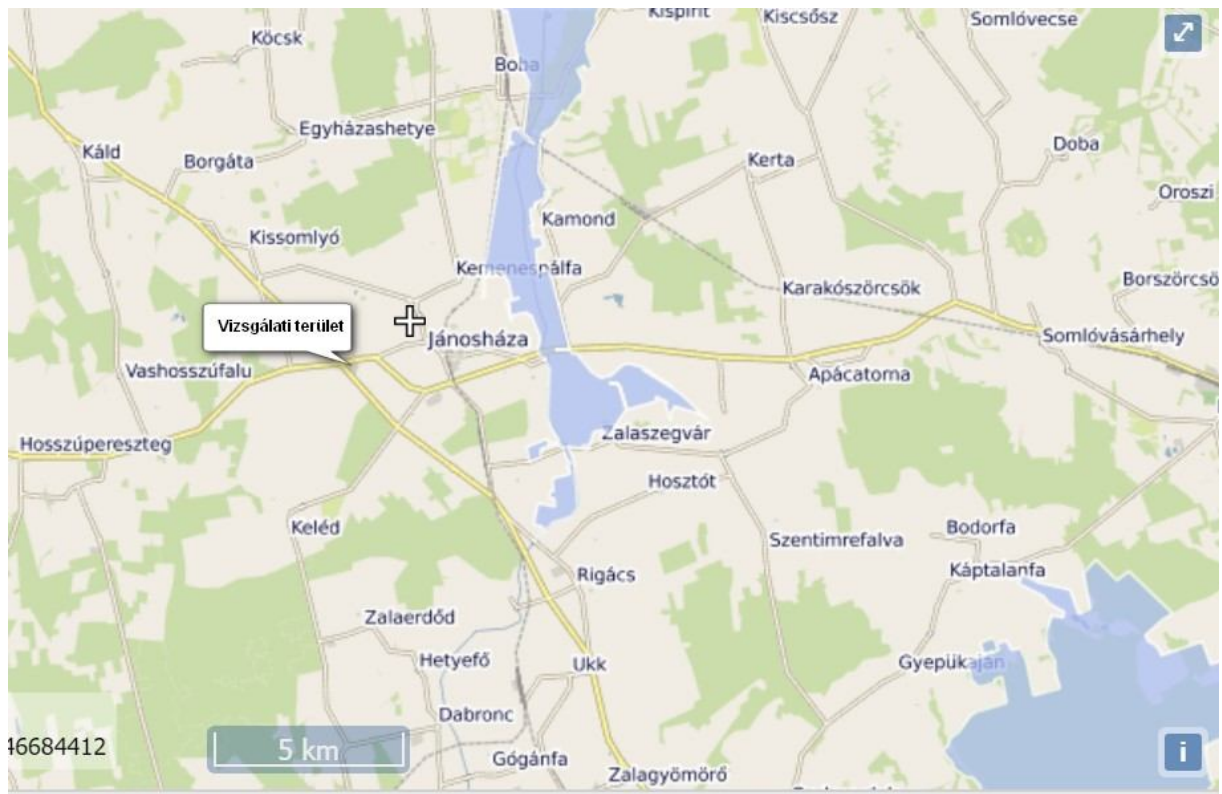 Kispirit
Kiscsősz
Somlóvecse
Köcsk
Boba
Egyházashetye
Doba
Káld
Borgáta
Kerta
Oroszi
Kamond
Kissomlyó
Kemenespálfa
Karakószörcsök
Borszörcsö
Vizsgálati terület
Jánosháza
Somlóvásárhely
Vashosszúfalu
Apácatorna
Hosszúpereszteg
Zalaszegvár
Hosztót
Keléd
Bodorfa
Szentimrefalva
Káptalanfa
Rigács
Zalaerdőd
Hetyefő
Ukk
Gyepükaján
Dabronc
46684412
5 km
i
Gógánfa
Zalagyömörő